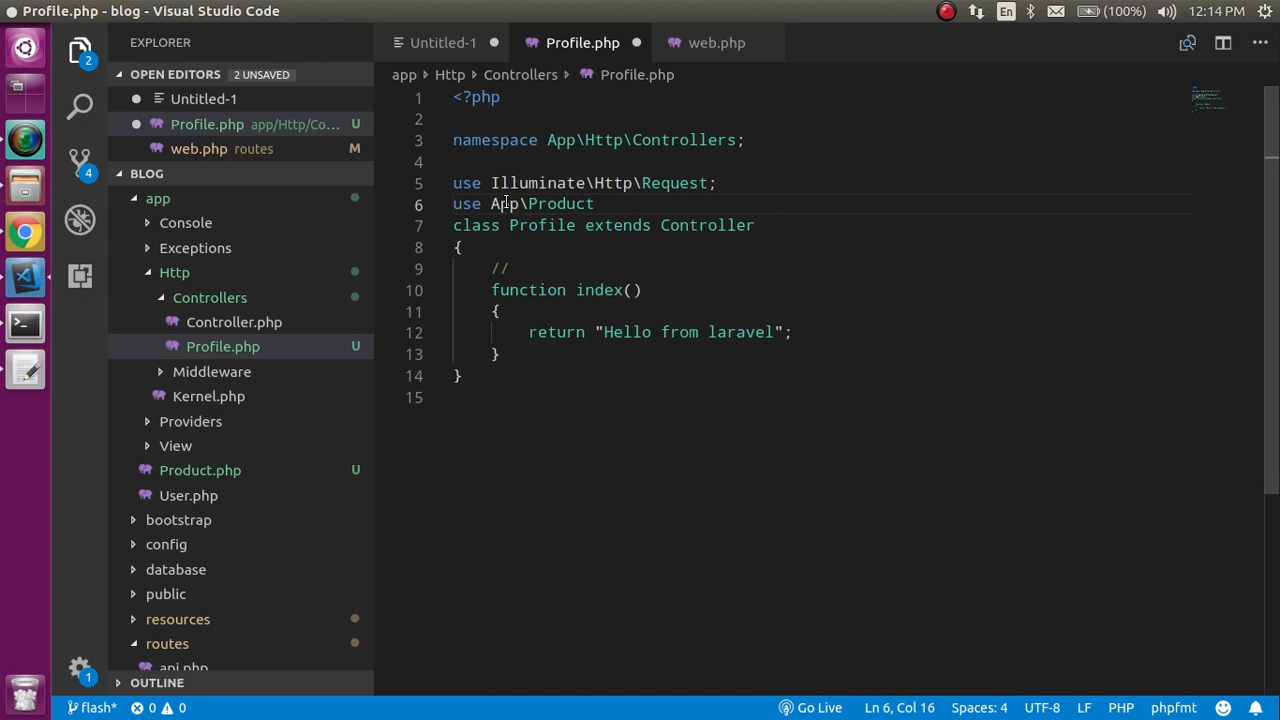 Profile.php - blog - Visual Studio Code
En
(100%)
12:14 PM
EXPLORER
OPEN EDITORS
2 UNSAVED
Untitled-1
Profile.php app/Http/Co... U
web.php routes M
BLOG
app
Console
Exceptions
Http
Controllers
Controller.php
Profile.php U
Middleware
Kernel.php
Providers
View
Product.php U
User.php
bootstrap
config
database
public
resources
routes
api.php
OUTLINE
2
4
1
Untitled-1
Profile.php
web.php
app
Http
Controllers
Profile.php
1 <?php
2
3 namespace App\Http\Controllers;
4
5 use Illuminate\Http\Request;
6 use App\Product
7 class Profile extends Controller
8 {
9 //
10 function index()
11 {
12 return "Hello from laravel";
13 }
14 }
15
flash*
0
0
Go Live
Ln 6, Col 16
Spaces: 4
UTF-8
LF
PHP
phpfmt